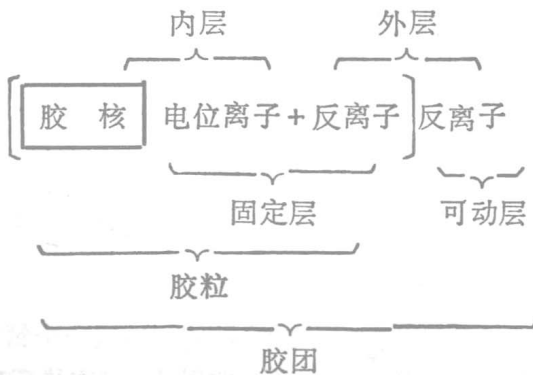 内层 外层
[胶核 电位离子+反离子]反离子
固定层 可动层
胶粒
胶团